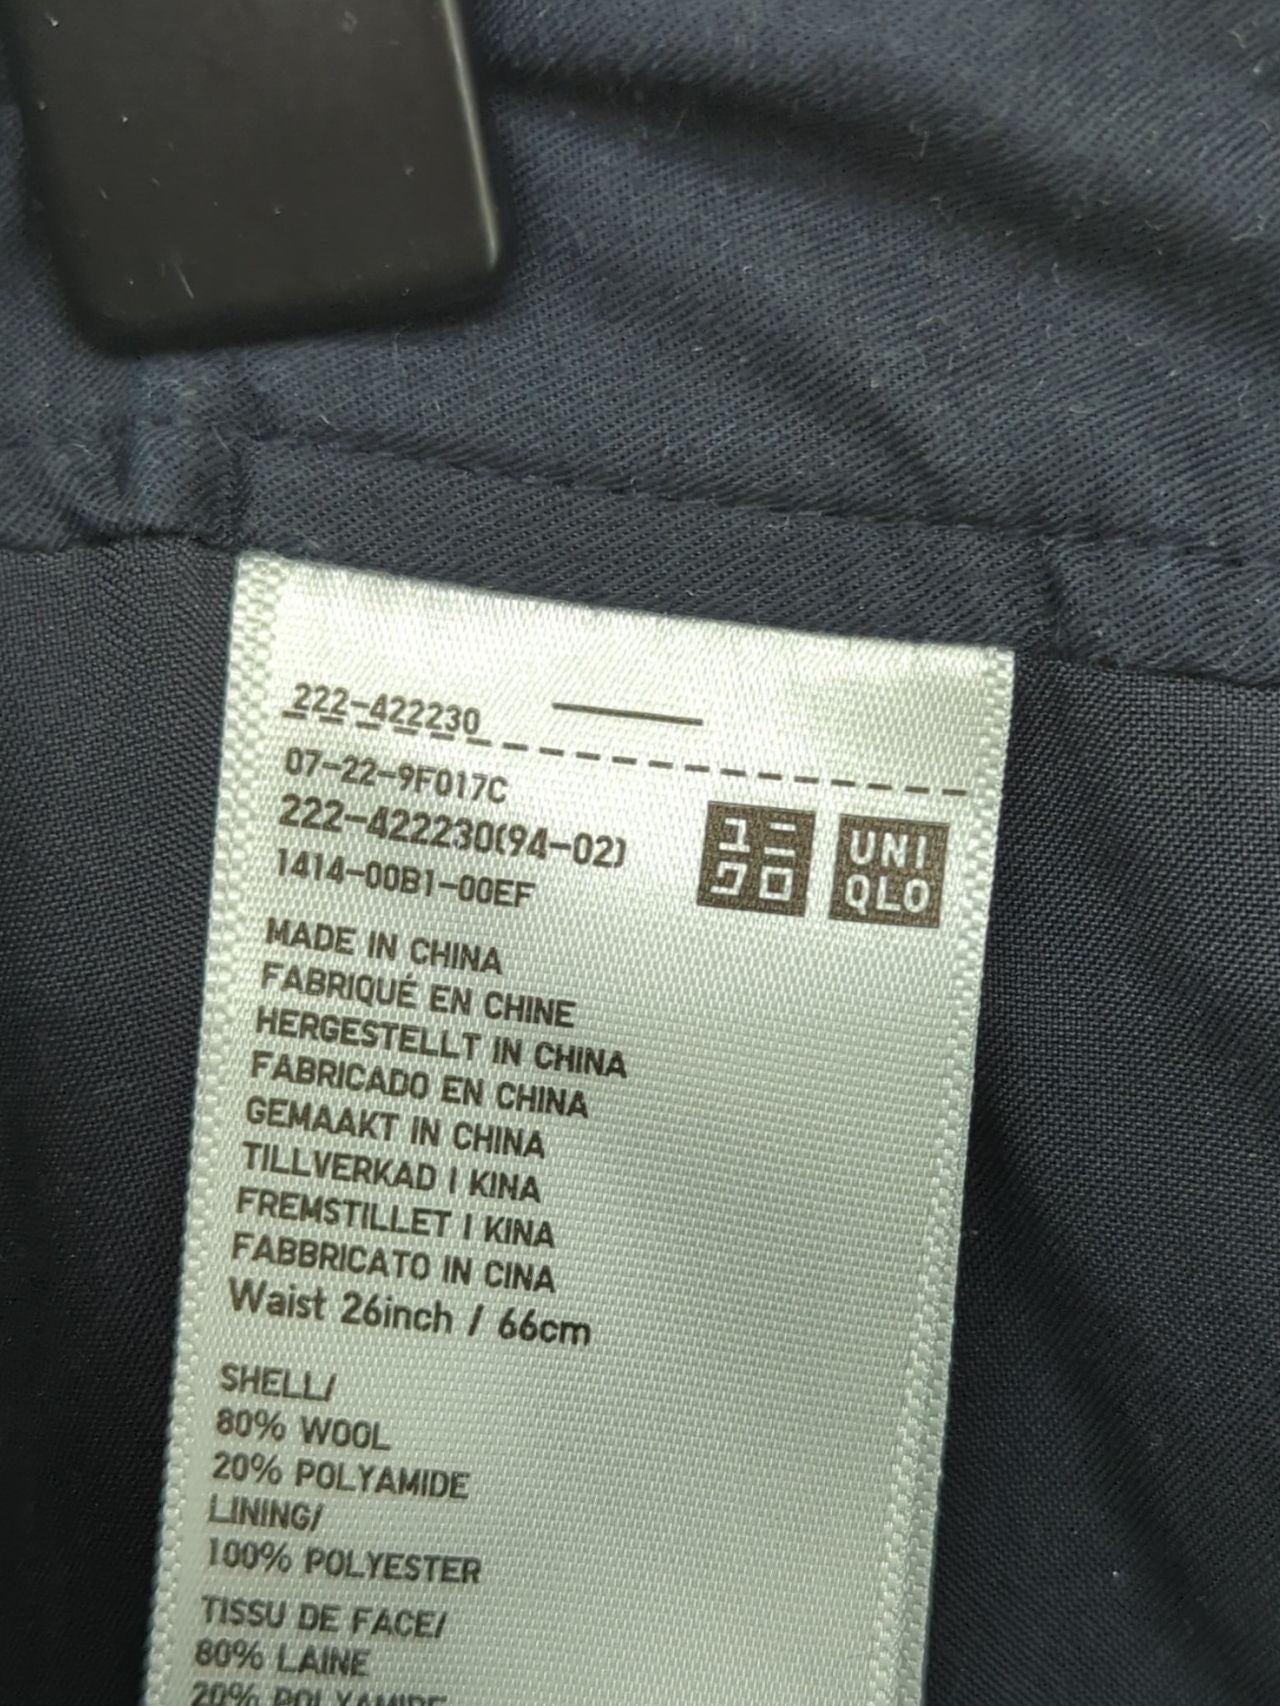 222-422230
07-22-9F017C
222-422230(94-02)
1414-00B1-00EF
ユニ
クロ
UNI
QLO
MADE IN CHINA
FABRIQUÉ EN CHINE
HERGESTELLT IN CHINA
FABRICADO EN CHINA
GEMAAKT IN CHINA
TILLVERKAD I KINA
FREMSTILLET I KINA
FABBRICATO IN CINA
Waist 26inch / 66cm
SHELL/
80% WOOL
20% POLYAMIDE
LINING/
100% POLYESTER
TISSU DE FACE/
80% LAINE
20% POLYAMIDE